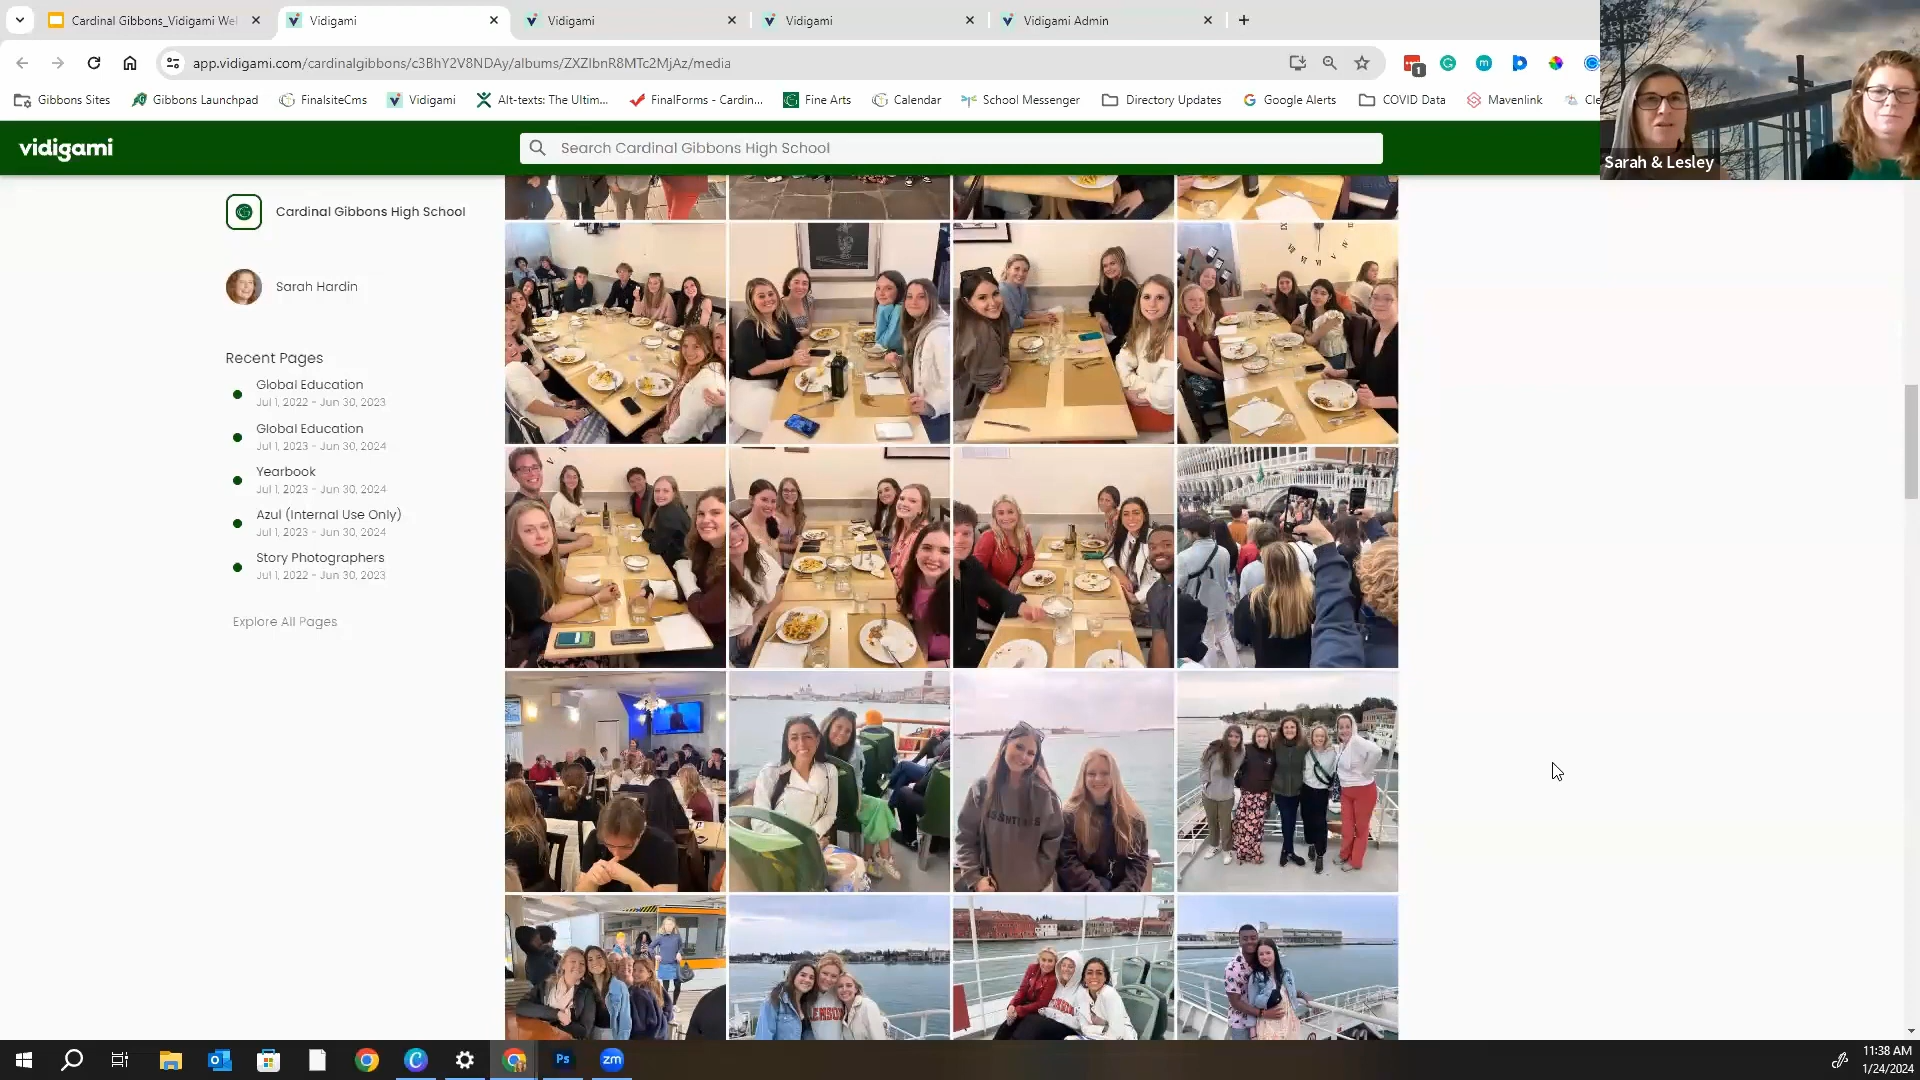 Cardinal Gibbons_Vidigami Wel
Vidigami
Vidigami
Vidigami
Vidigami Admin
app.vidigami.com/cardinalgibbons/c3BhY2V8NDAy/albums/ZXZlbnR8MTc2MjAz/media
1
Gibbons Sites
Gibbons Launchpad
FinalsiteCms
Vidigami
Alt-texts: The Ultim...
FinalForms - Cardin...
Fine Arts
Calendar
School Messenger
Directory Updates
Google Alerts
COVID Data
Mavenlink
Cle
Sarah & Lesley
vidigami
Search Cardinal Gibbons High School
Cardinal Gibbons High School
Sarah Hardin
Recent Pages
Global Education
Jul 1, 2022 - Jun 30, 2023
Global Education
Jul 1, 2023 - Jun 30, 2024
Yearbook
Jul 1, 2023 - Jun 30, 2024
Azul (Internal Use Only)
Jul 1, 2023 - Jun 30, 2024
Story Photographers
Jul 1, 2022 - Jun 30, 2023
Explore All Pages
Ps
zm
11:38 AM
1/24/2024